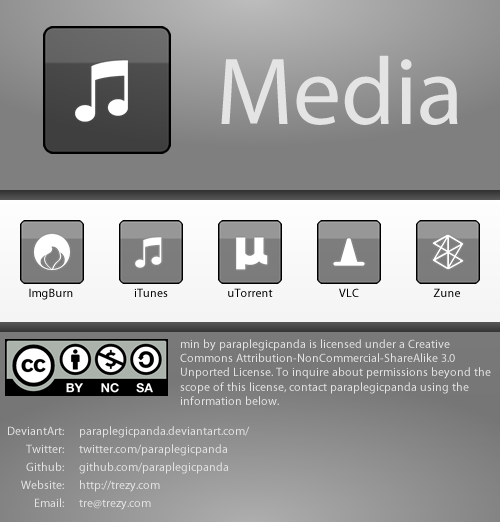 Media
ImgBurn iTunes uTorrent VLC Zune
cc BY NC SA
min by paraplegicpanda is licensed under a Creative
Commons Attribution-NonCommercial-ShareAlike 3.0
Unported License. To inquire about permissions beyond the
scope of this license, contact paraplegicpanda using the
information below.
DeviantArt: paraplegicpanda.deviantart.com/
Twitter: twitter.com/paraplegicpanda
Github: github.com/paraplegicpanda
Website: http://trezy.com
Email: tre@trezy.com